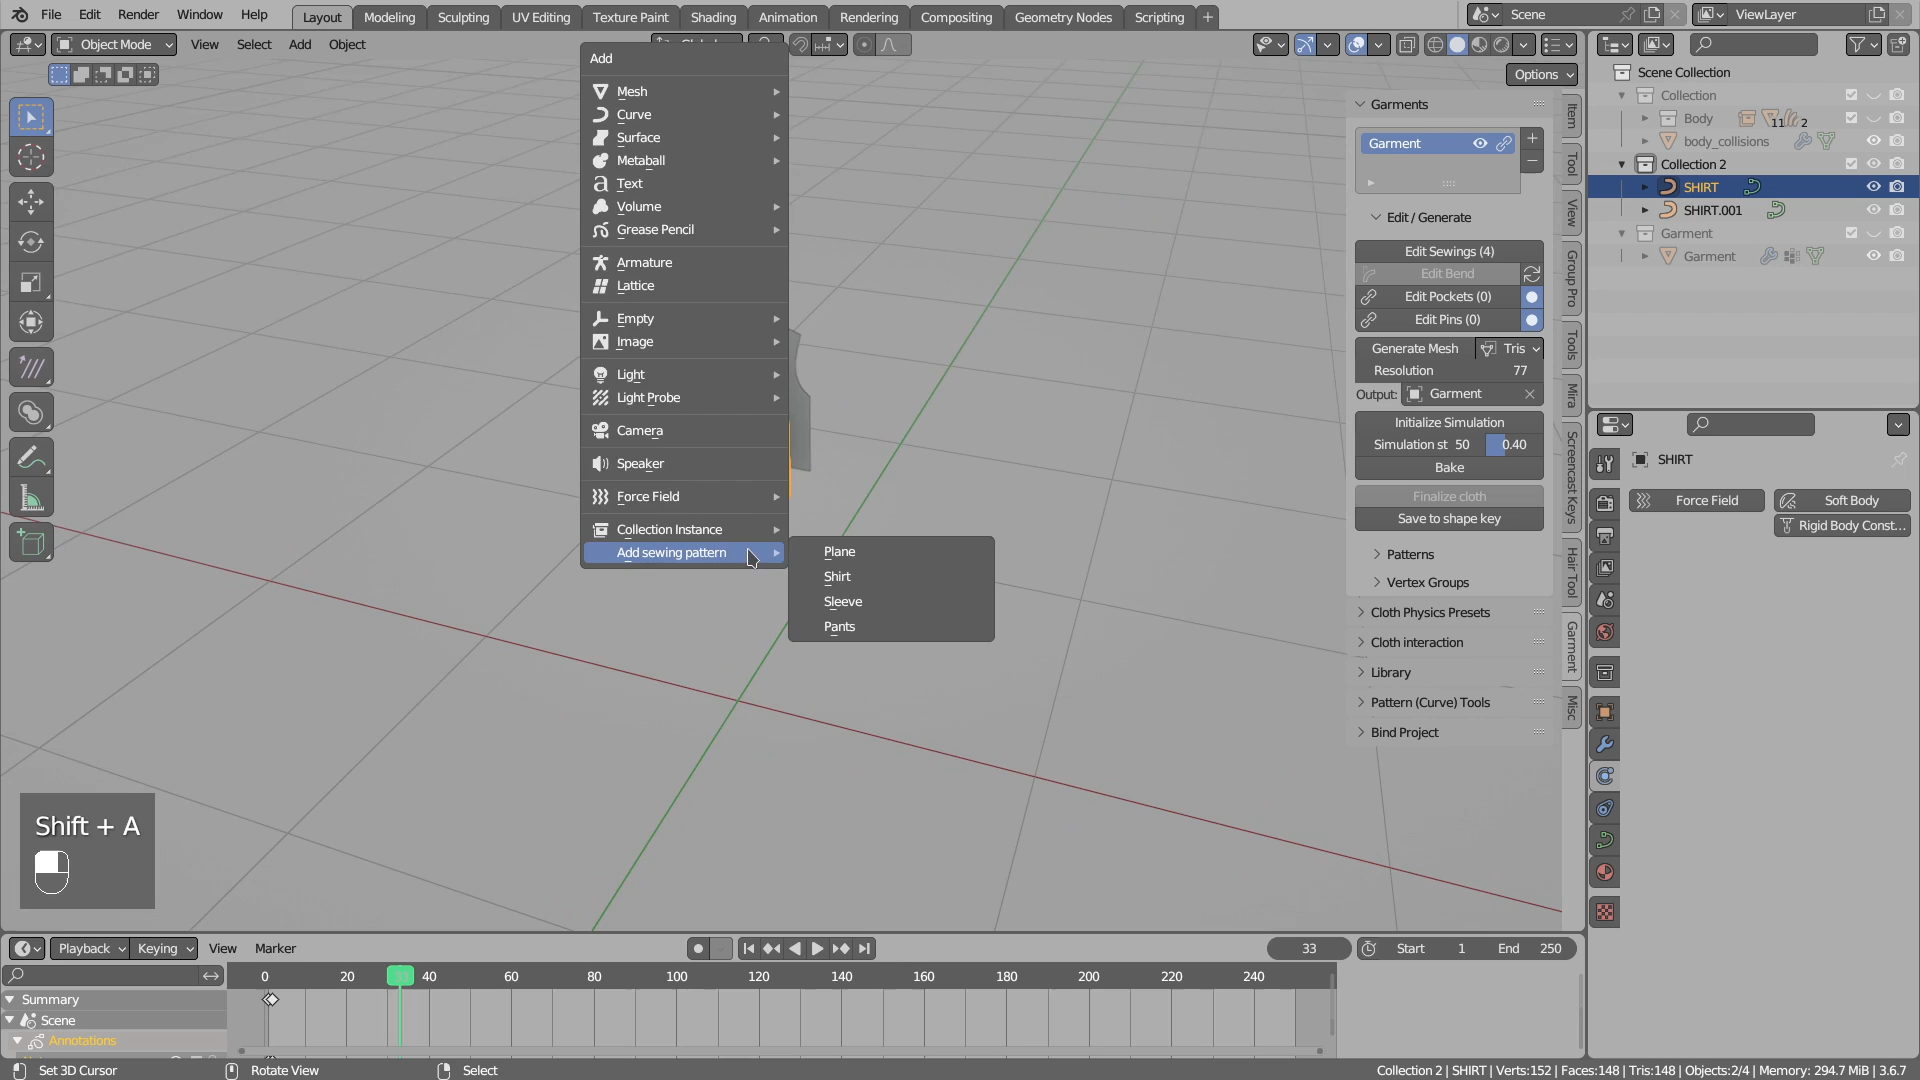 File Edit Render Window Help Layout Modeling Sculpting UV Editing Texture Paint Shading Animation Rendering Compositing Geometry Nodes Scripting + Scene ViewLayer
Object Mode View Select Add Object
Options
Add
Mesh
Curve
Surface
Metaball
Text
Volume
Grease Pencil
Armature
Lattice
Empty
Image
Light
Light Probe
Camera
Speaker
Force Field
Collection Instance
Add sewing pattern
Plane
Shirt
Sleeve
Pants
Garments
Garment
Edit / Generate
Edit Sewings (4)
Edit Bend
Edit Pockets (0)
Edit Pins (0)
Generate Mesh Tris
Resolution 77
Output: Garment
Initialize Simulation
Simulation st 50 0.40
Bake
Finalize cloth
Save to shape key
Patterns
Vertex Groups
Cloth Physics Presets
Cloth interaction
Library
Pattern (Curve) Tools
Bind Project
Item
Tool
View
Group Pro
Tools
Mira
Screencast Keys
Hair Tool
Garment
Misc
Scene Collection
Collection
Body 11 2
body_collisions
Collection 2
SHIRT
SHIRT.001
Garment
Garment
SHIRT
Force Field Soft Body
Rigid Body Const...
Shift + A
Playback Keying View Marker 33 Start 1 End 250
0 20 33 40 60 80 100 120 140 160 180 200 220 240
Summary
Scene
Annotations
Set 3D Cursor Rotate View Select Collection 2 | SHIRT | Verts:152 | Faces:148 | Tris:148 | Objects:2/4 | Memory: 294.7 MiB | 3.6.7